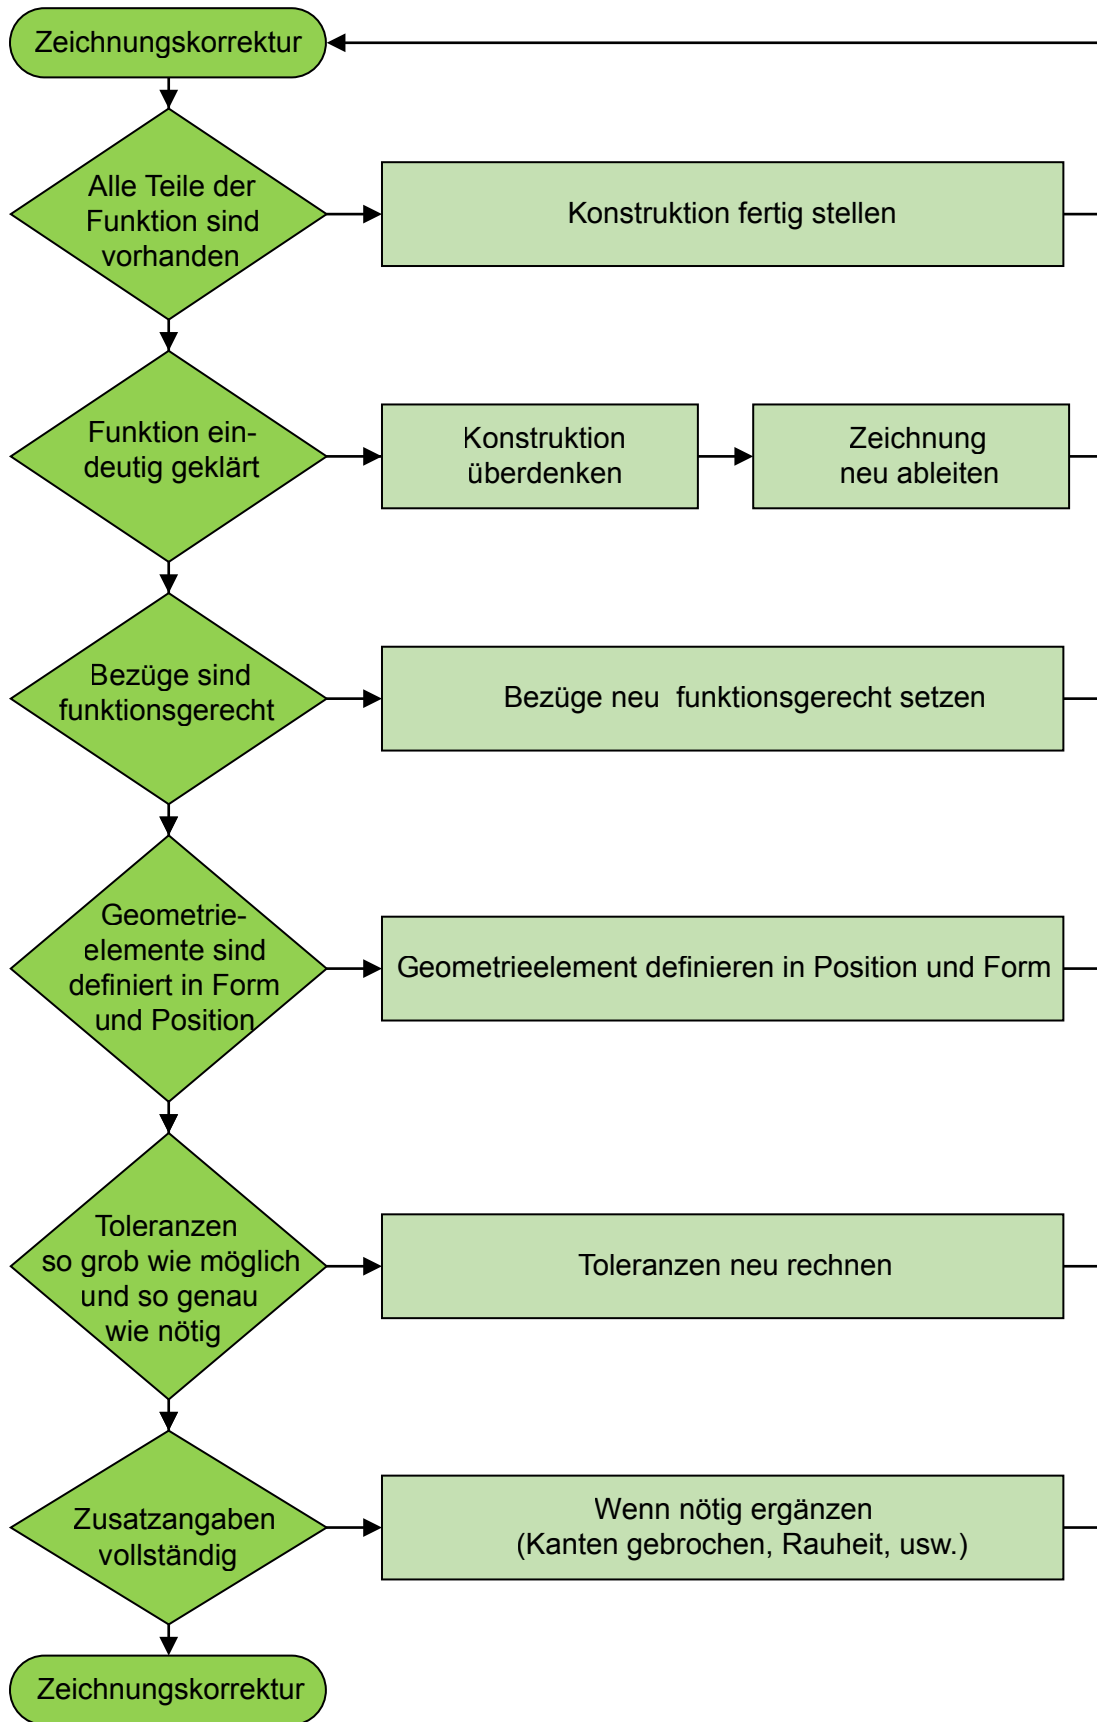 Zeichnungskorrektur
Alle Teile der
Funktion sind
vorhanden
Konstruktion fertig stellen
Funktion ein-
deutig geklärt
Konstruktion
überdenken
Zeichnung
neu ableiten
Bezüge sind
funktionsgerecht
Bezüge neu  funktionsgerecht setzen
Geometrie-
elemente sind
definiert in Form
und Position
Geometrieelement definieren in Position und Form
Toleranzen
so grob wie möglich
und so genau
wie nötig
Toleranzen neu rechnen
Zusatzangaben
vollständig
Wenn nötig ergänzen
(Kanten gebrochen, Rauheit, usw.)
Zeichnungskorrektur